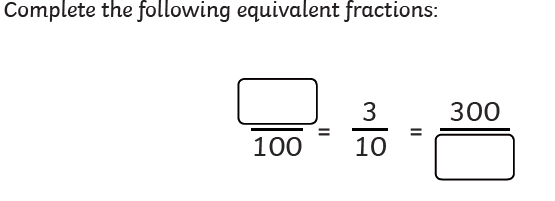 Complete the following equivalent fractions:
3 300
= =
100 10